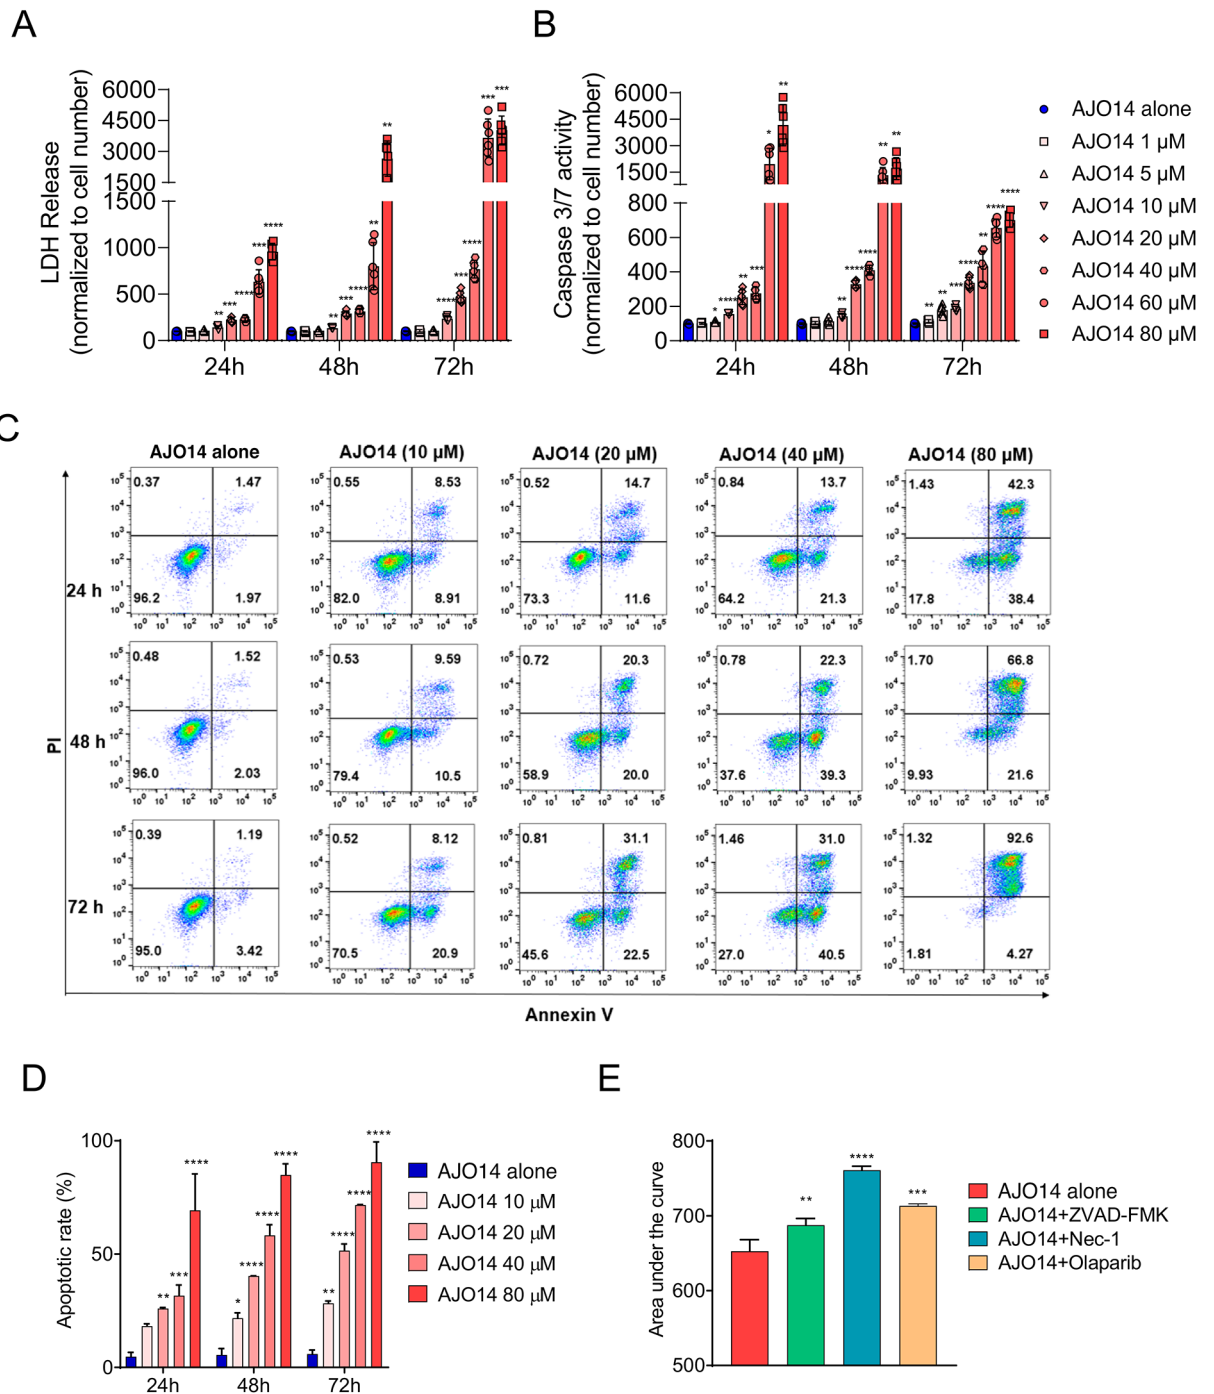 A
B
LDH Release
(normalized to cell number)
6000
4500
3000
1500
1500
1000
500
0
** *** **** *** ****
** *** **** ** **
**** *** **** *** ***
24h 48h 72h
Caspase 3/7 activity
(normalized to cell number)
6000
4500
3000
1500
800
600
400
200
0
* **** ** *** * **
** **** **** ** **
** ** *** **** ** **** ****
24h 48h 72h
AJO14 alone
AJO14 1 μM
AJO14 5 μM
AJO14 10 μM
AJO14 20 μM
AJO14 40 μM
AJO14 60 μM
AJO14 80 μM
C
AJO14 alone AJO14 (10 μM) AJO14 (20 μM) AJO14 (40 μM) AJO14 (80 μM)
24 h
0.37 1.47 0.55 8.53 0.52 14.7 0.84 13.7 1.43 42.3
96.2 1.97 82.0 8.91 73.3 11.6 64.2 21.3 17.8 38.4
PI
48 h
0.48 1.52 0.53 9.59 0.72 20.3 0.78 22.3 1.70 66.8
96.0 2.03 79.4 10.5 58.9 20.0 37.6 39.3 9.93 21.6
72 h
0.39 1.19 0.52 8.12 0.81 31.1 1.46 31.0 1.32 92.6
95.0 3.42 70.5 20.9 45.6 22.5 27.0 40.5 1.81 4.27
Annexin V
D
Apoptotic rate (%)
100
50
0
** *** ****
* **** **** ****
** **** **** ****
24h 48h 72h
AJO14 alone
AJO14 10 μM
AJO14 20 μM
AJO14 40 μM
AJO14 80 μM
E
Area under the curve
800
700
600
500
** **** ***
AJO14 alone
AJO14+ZVAD-FMK
AJO14+Nec-1
AJO14+Olaparib